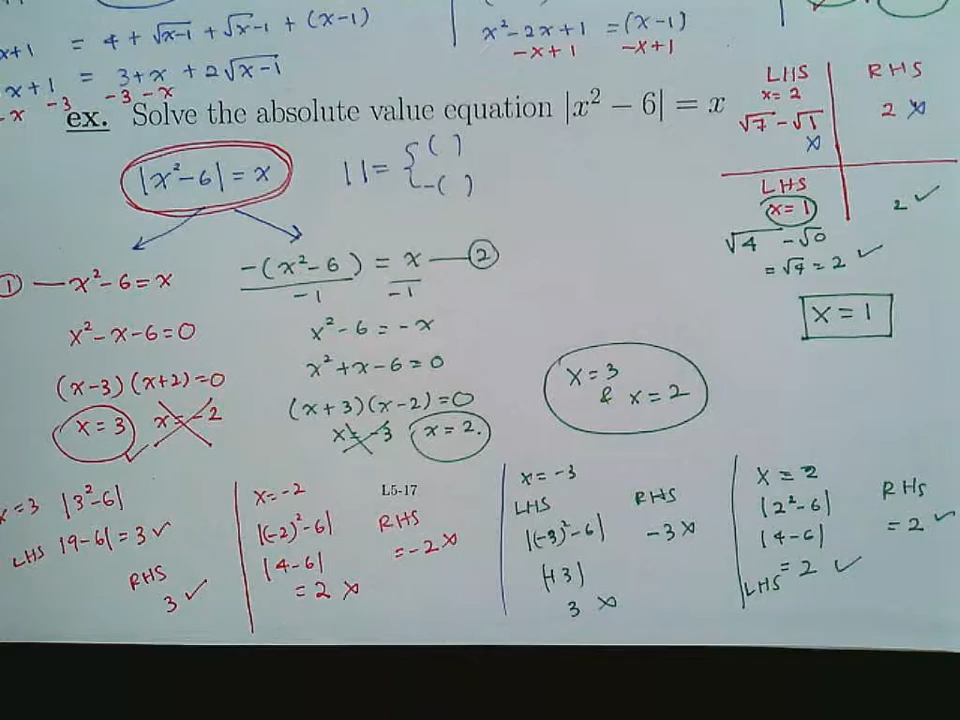 x+1 = 4 + √x-1 + √x-1 + (x-1)
x+1 = 3+x + 2√x-1
-x -3 -3 -x
x² - 2x + 1 = (x-1)
-x+1 -x+1
ex. Solve the absolute value equation |x² − 6| = x
|x²-6| = x
| | = { ( )
{ -( )
LHS RHS
x = 2
√7 - √1 2 ×
×
LHS
x = 1 2 ✓
√4 - √0
= √4 = 2 ✓
x = 1
① — x² - 6 = x
x² - x - 6 = 0
(x-3)(x+2) = 0
x = 3 x = -2
-(x²-6) = x — ②
-1 -1
x² - 6 = -x
x² + x - 6 = 0
(x+3)(x-2) = 0
x = -3 x = 2.
x = 3
& x = 2
x=3 |3²-6|
LHS |9-6| = 3 ✓
RHS
3 ✓
x = -2
|(-2)²-6|
|4-6|
= 2 ×
RHS
= -2 ×
L5-17
x = -3
LHS RHS
|(-3)²-6| -3 ×
|+3|
3 ×
x = 2
|2²-6| RHS
|4-6| = 2 ✓
LHS = 2 ✓